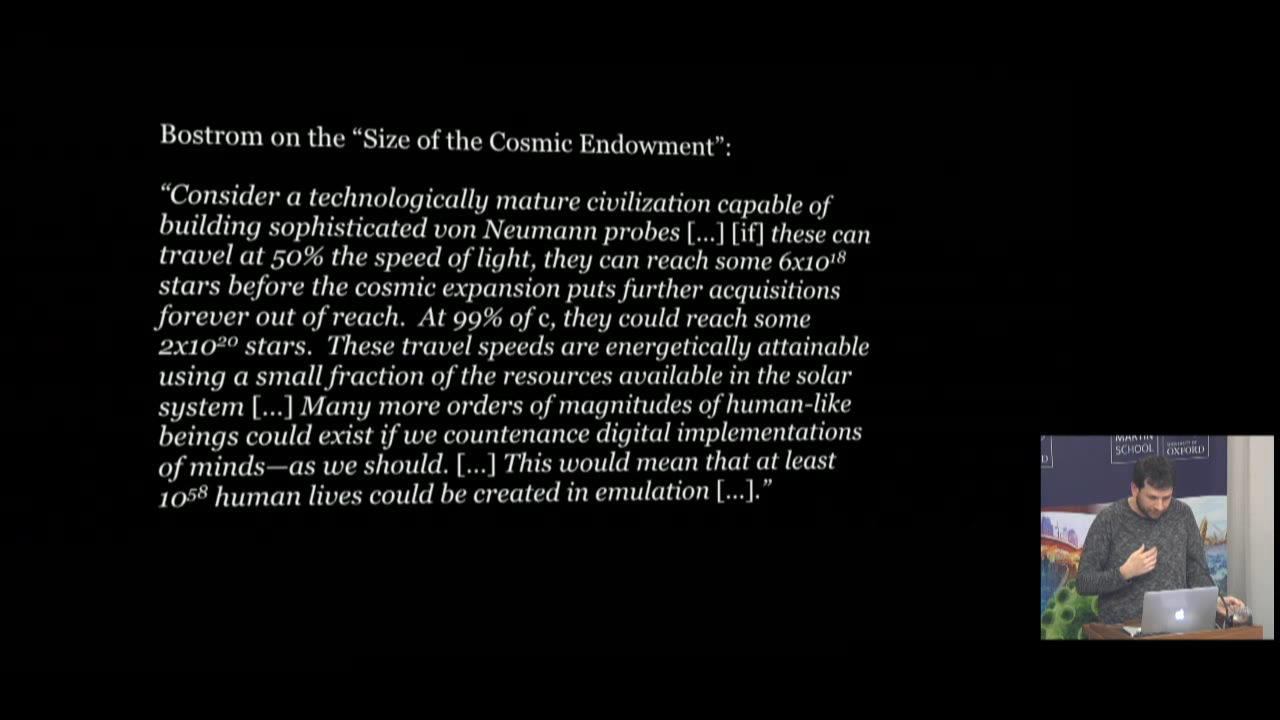 Bostrom on the “Size of the Cosmic Endowment”:
“Consider a technologically mature civilization capable of
building sophisticated von Neumann probes [...] [if] these can
travel at 50% the speed of light, they can reach some 6x10¹⁸
stars before the cosmic expansion puts further acquisitions
forever out of reach.  At 99% of c, they could reach some
2x10²⁰ stars.  These travel speeds are energetically attainable
using a small fraction of the resources available in the solar
system [...] Many more orders of magnitudes of human-like
beings could exist if we countenance digital implementations
of minds—as we should. [...] This would mean that at least
10⁵⁸ human lives could be created in emulation [...].”
MARTIN
SCHOOL
UNIVERSITY OF
OXFORD